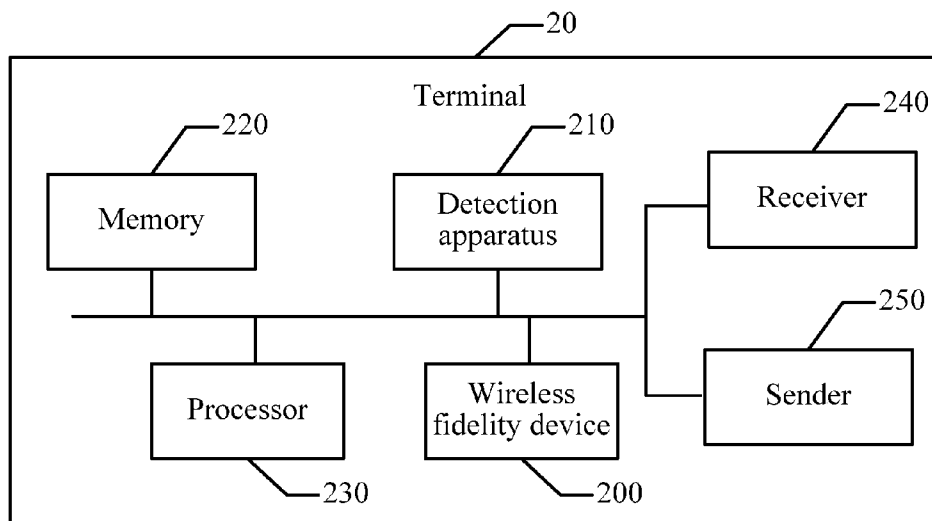 20
Terminal
220
210
240
Memory
Detection
apparatus
Receiver
250
Processor
Wireless
fidelity device
Sender
230
200